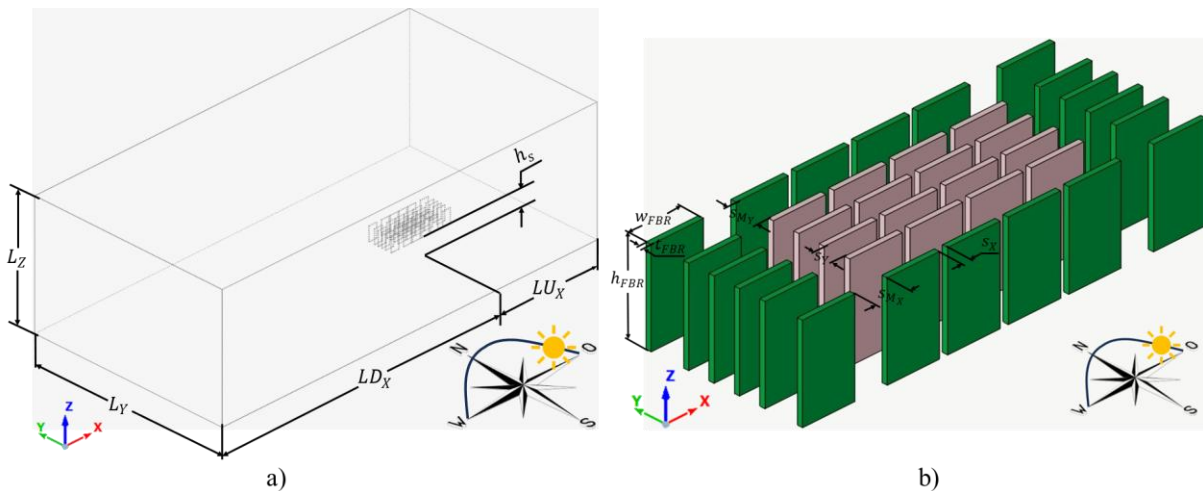 h_s
L_Z
LU_X
LD_X
L_Y
N
O
W
S
Z
Y
X
a)
w_FBR
t_FBR
h_FBR
s_MY
s_Y
s_X
s_MX
N
O
W
S
Z
Y
X
b)